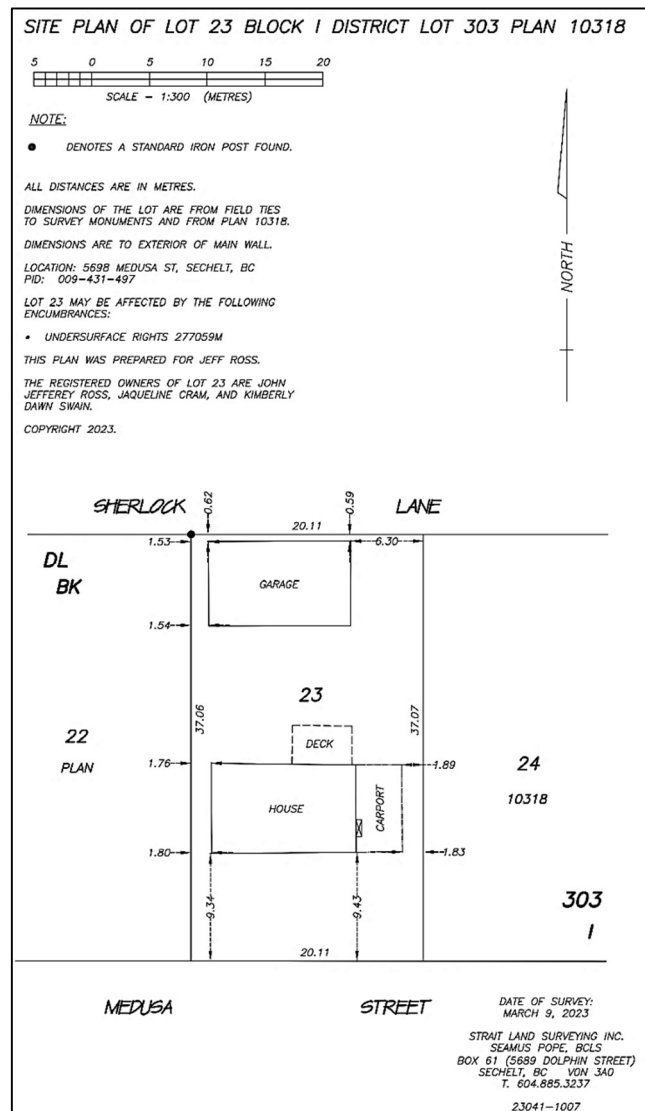 SITE PLAN OF LOT 23 BLOCK I DISTRICT LOT 303 PLAN 10318
5 0 5 10 15 20
SCALE - 1:300 (METRES)
NOTE:
DENOTES A STANDARD IRON POST FOUND.
ALL DISTANCES ARE IN METRES.
DIMENSIONS OF THE LOT ARE FROM FIELD TIES
TO SURVEY MONUMENTS AND FROM PLAN 10318.
DIMENSIONS ARE TO EXTERIOR OF MAIN WALL.
LOCATION: 5698 MEDUSA ST, SECHELT, BC
PID: 009-431-497
LOT 23 MAY BE AFFECTED BY THE FOLLOWING
ENCUMBRANCES:
• UNDERSURFACE RIGHTS 277059M
THIS PLAN WAS PREPARED FOR JEFF ROSS.
THE REGISTERED OWNERS OF LOT 23 ARE JOHN
JEFFEREY ROSS, JAQUELINE CRAM, AND KIMBERLY
DAWN SWAIN.
COPYRIGHT 2023.
NORTH
SHERLOCK LANE
0.62
0.59
20.11
DL
BK
1.53
6.30
GARAGE
1.54
23
37.06
37.07
22
PLAN
DECK
1.76
1.89
24
10318
HOUSE
CARPORT
1.80
1.83
9.34
9.43
303
I
20.11
MEDUSA STREET
DATE OF SURVEY:
MARCH 9, 2023
STRAIT LAND SURVEYING INC.
SEAMUS POPE, BCLS
BOX 61 (5689 DOLPHIN STREET)
SECHELT, BC V0N 3A0
T. 604.885.3237
23041-1007